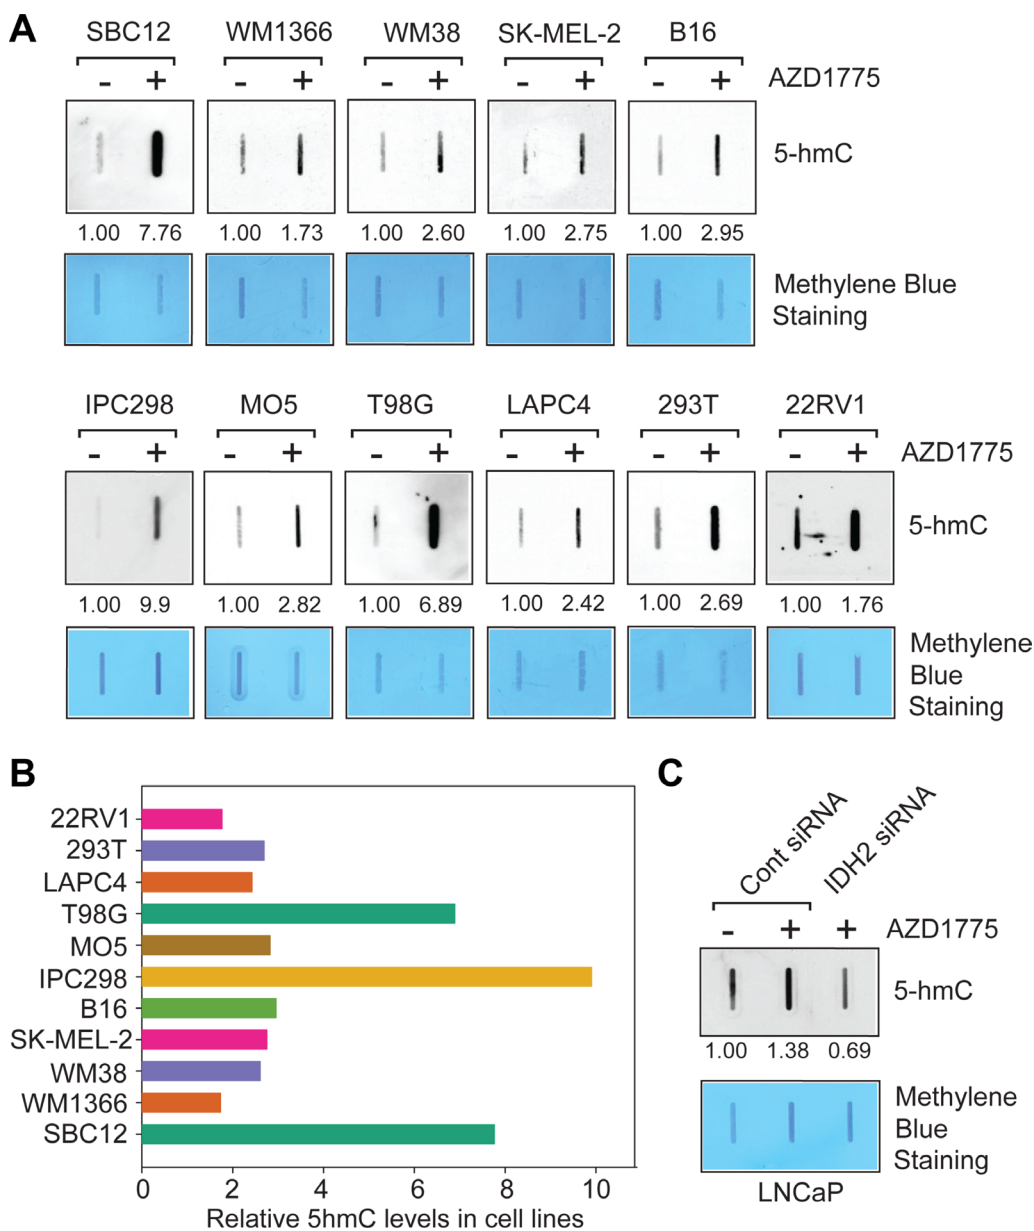 A
SBC12 WM1366 WM38 SK-MEL-2 B16
- + - + - + - + - + AZD1775
5-hmC
1.00 7.76 1.00 1.73 1.00 2.60 1.00 2.75 1.00 2.95
Methylene Blue
Staining
IPC298 MO5 T98G LAPC4 293T 22RV1
- + - + - + - + - + - + AZD1775
5-hmC
1.00 9.9 1.00 2.82 1.00 6.89 1.00 2.42 1.00 2.69 1.00 1.76
Methylene
Blue
Staining
B
22RV1
293T
LAPC4
T98G
MO5
IPC298
B16
SK-MEL-2
WM38
WM1366
SBC12
0 2 4 6 8 10
Relative 5hmC levels in cell lines
C
Cont siRNA IDH2 siRNA
- + + AZD1775
5-hmC
1.00 1.38 0.69
Methylene
Blue
Staining
LNCaP